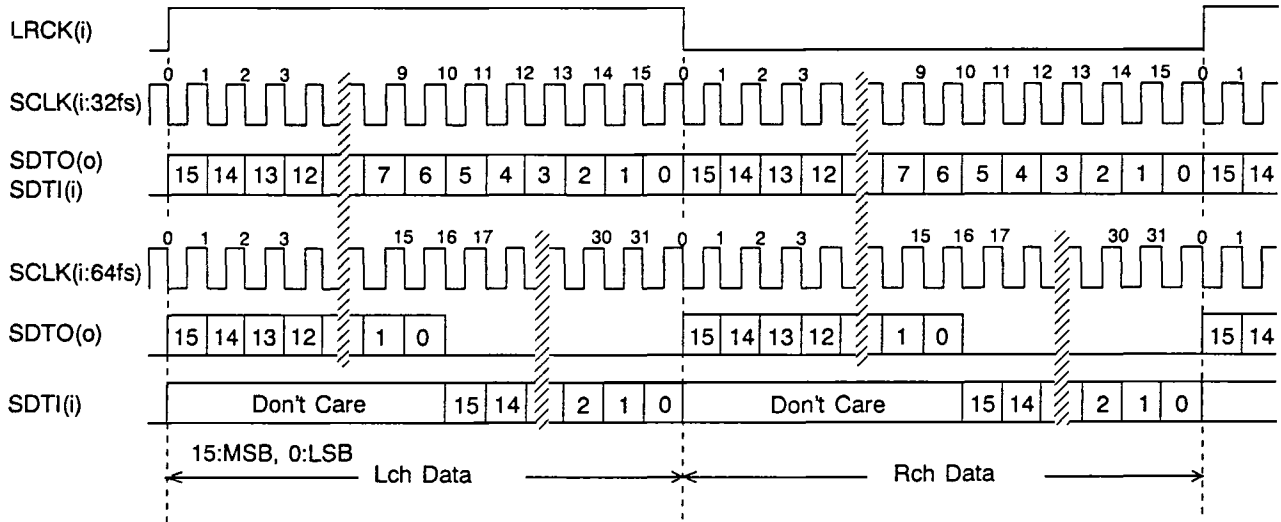 LRCK(i)
0 1 2 3 9 10 11 12 13 14 15 0 1 2 3 9 10 11 12 13 14 15 0 1
SCLK(i:32fs)
SDTO(o)
SDTI(i)
15 14 13 12 7 6 5 4 3 2 1 0 15 14 13 12 7 6 5 4 3 2 1 0 15 14
0 1 2 3 15 16 17 30 31 0 1 2 3 15 16 17 30 31 0 1
SCLK(i:64fs)
SDTO(o) 15 14 13 12 1 0 15 14 13 12 1 0 15 14
SDTI(i) Don't Care 15 14 2 1 0 Don't Care 15 14 2 1 0
15:MSB, 0:LSB
Lch Data Rch Data